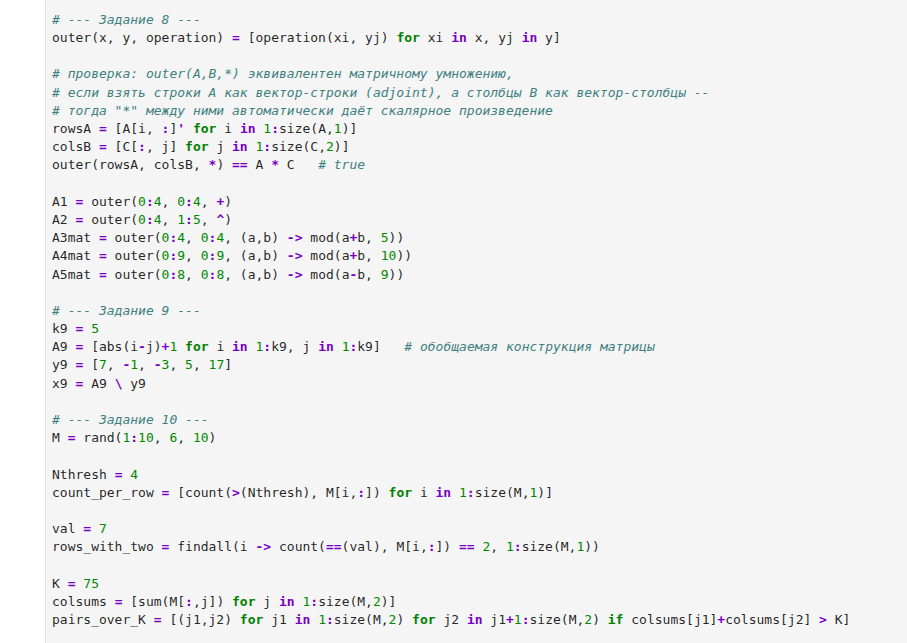 # --- Задание 8 ---
outer(x, y, operation) = [operation(xi, yj) for xi in x, yj in y]
# проверка: outer(A,B,*) эквивалентен матричному умножению,
# если взять строки A как вектор-строки (adjoint), а столбцы B как вектор-столбцы --
# тогда "*" между ними автоматически даёт скалярное произведение
rowsA = [A[i, :]' for i in 1:size(A,1)]
colsB = [C[:, j] for j in 1:size(C,2)]
outer(rowsA, colsB, *) == A * C   # true
A1 = outer(0:4, 0:4, +)
A2 = outer(0:4, 1:5, ^)
A3mat = outer(0:4, 0:4, (a,b) -> mod(a+b, 5))
A4mat = outer(0:9, 0:9, (a,b) -> mod(a+b, 10))
A5mat = outer(0:8, 0:8, (a,b) -> mod(a-b, 9))
# --- Задание 9 ---
k9 = 5
A9 = [abs(i-j)+1 for i in 1:k9, j in 1:k9]   # обобщаемая конструкция матрицы
y9 = [7, -1, -3, 5, 17]
x9 = A9 \ y9
# --- Задание 10 ---
M = rand(1:10, 6, 10)
Nthresh = 4
count_per_row = [count(>(Nthresh), M[i,:]) for i in 1:size(M,1)]
val = 7
rows_with_two = findall(i -> count(==(val), M[i,:]) == 2, 1:size(M,1))
K = 75
colsums = [sum(M[:,j]) for j in 1:size(M,2)]
pairs_over_K = [(j1,j2) for j1 in 1:size(M,2) for j2 in j1+1:size(M,2) if colsums[j1]+colsums[j2] > K]